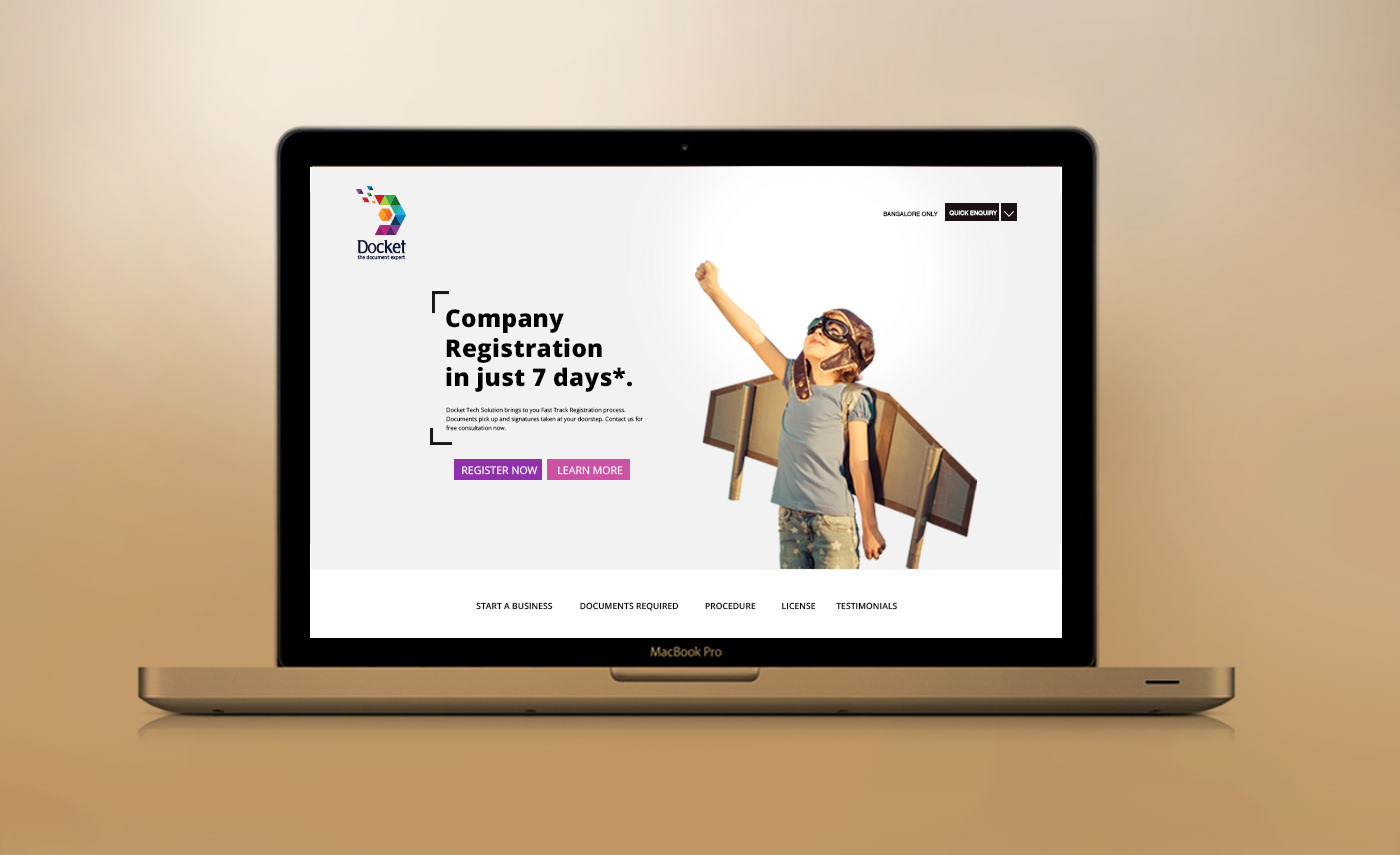 Docket
the document expert
BANGALORE ONLY
QUICK ENQUIRY
Company
Registration
in just 7 days*.
Docket Tech Solution brings to you Fast Track Registration process.
Documents pick up and signatures taken at your doorstep. Contact us for
free consultation now.
REGISTER NOW
LEARN MORE
START A BUSINESS
DOCUMENTS REQUIRED
PROCEDURE
LICENSE
TESTIMONIALS
MacBook Pro